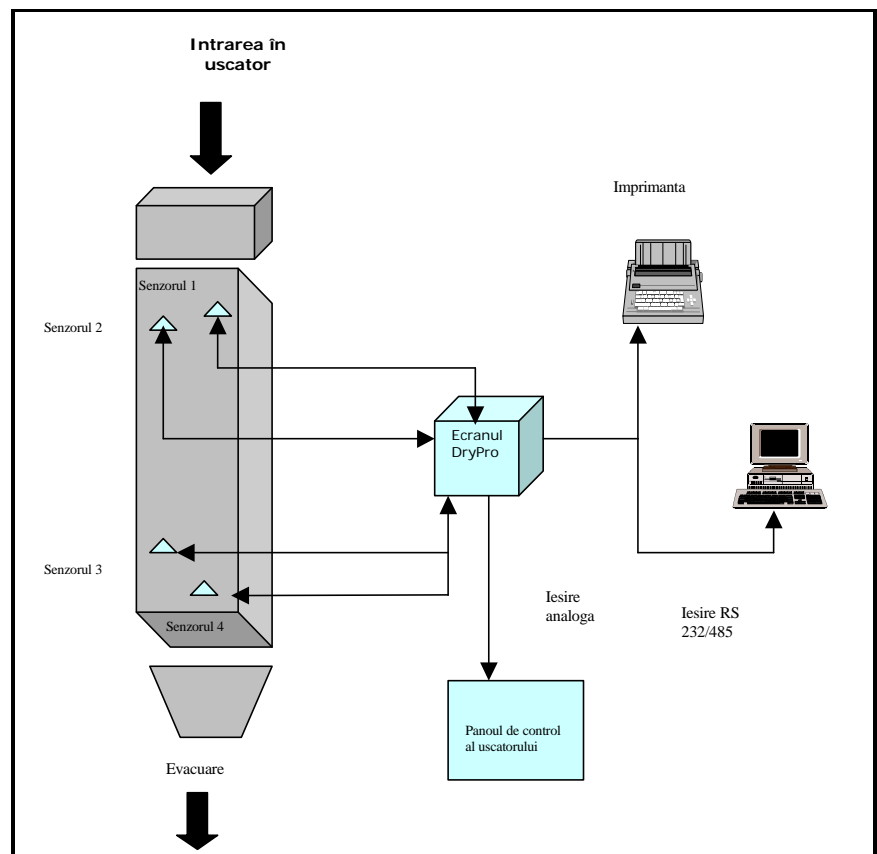 Intrarea în
uscator
Imprimanta
Senzorul 1
Senzorul 2
Ecranul
DryPro
Senzorul 3
Iesire
analoga
Iesire RS
232/485
Senzorul 4
Panoul de control
al uscatorului
Evacuare